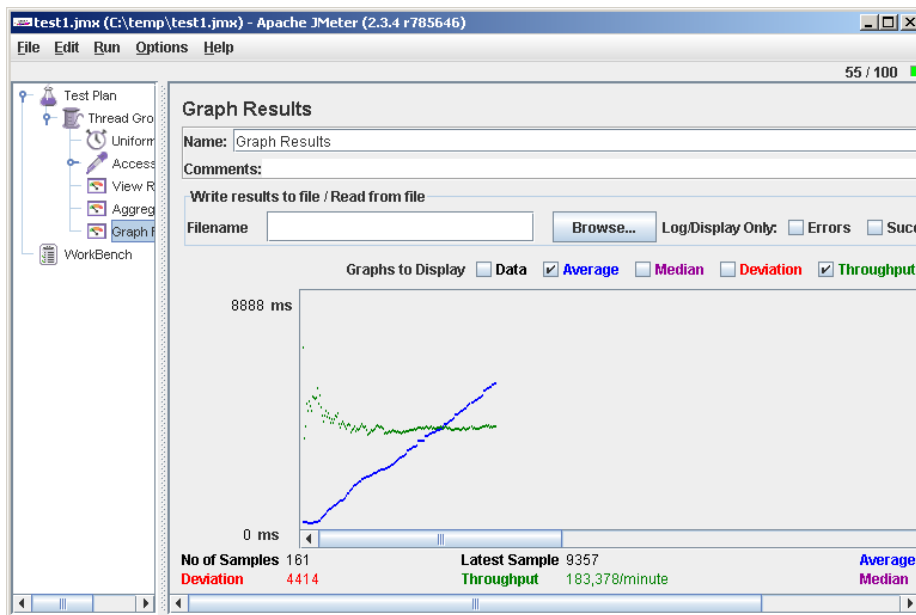 test1.jmx (C:\temp\test1.jmx) - Apache JMeter (2.3.4 r785646)
File Edit Run Options Help
55 / 100
Test Plan
Thread Gro
Uniform
Access
View R
Aggreg
Graph F
WorkBench
Graph Results
Name: Graph Results
Comments:
Write results to file / Read from file
Filename Browse... Log/Display Only: Errors Succ
Graphs to Display Data Average Median Deviation Throughput
8888 ms
0 ms
No of Samples 161 Latest Sample 9357 Average
Deviation 4414 Throughput 183,378/minute Median